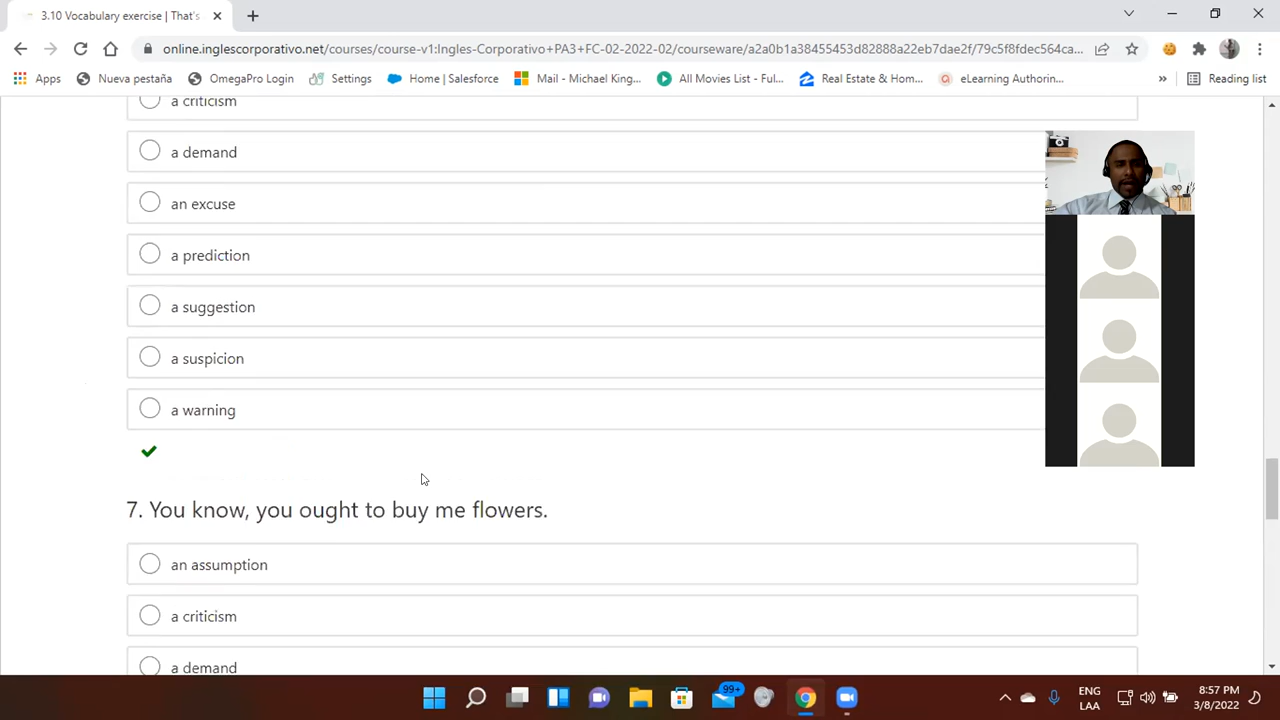 3.10 Vocabulary exercise | That's
online.inglescorporativo.net/courses/course-v1:Ingles-Corporativo+PA3+FC-02-2022-02/courseware/a2a0b1a38455453d82888a22eb7dae2f/79c5f8fdec564ca...
Apps Nueva pestaña OmegaPro Login Settings Home | Salesforce Mail - Michael King... All Movies List - Ful... Real Estate & Hom... eLearning Authorin... » Reading list
a criticism
a demand
an excuse
a prediction
a suggestion
a suspicion
a warning
7. You know, you ought to buy me flowers.
an assumption
a criticism
a demand
99+
ENG
LAA
8:57 PM
3/8/2022